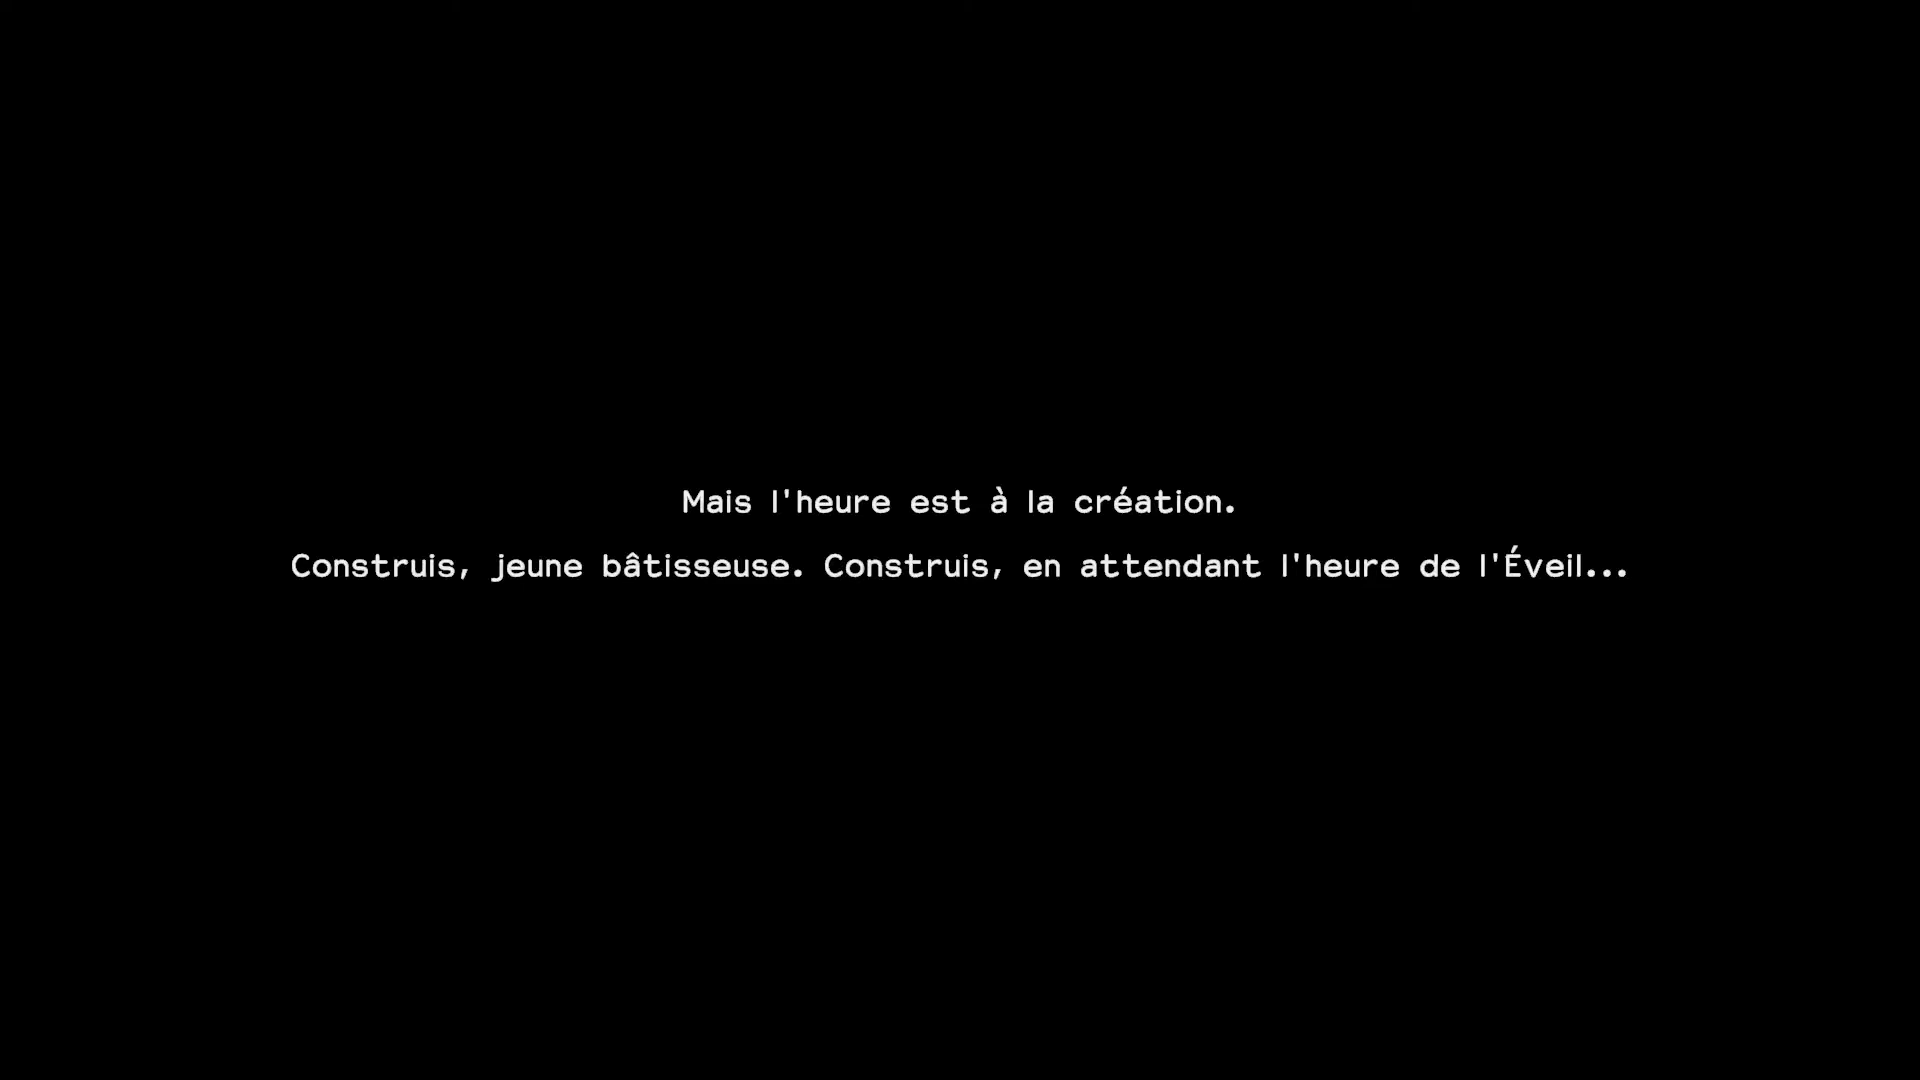 Mais l'heure est à la création.
Construis, jeune bâtisseuse. Construis, en attendant l'heure de l'Éveil...